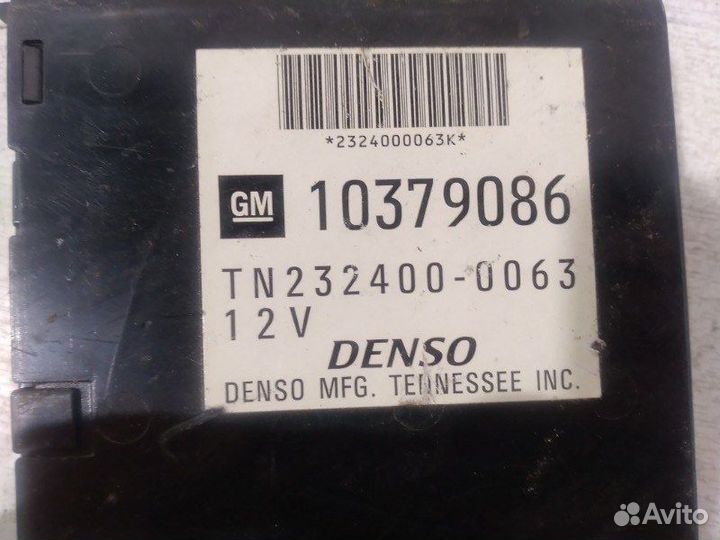 *2324000063K*
GM 10379086
TN232400-0063
12V
DENSO
DENSO MFG. TENNESSEE INC.
Avito